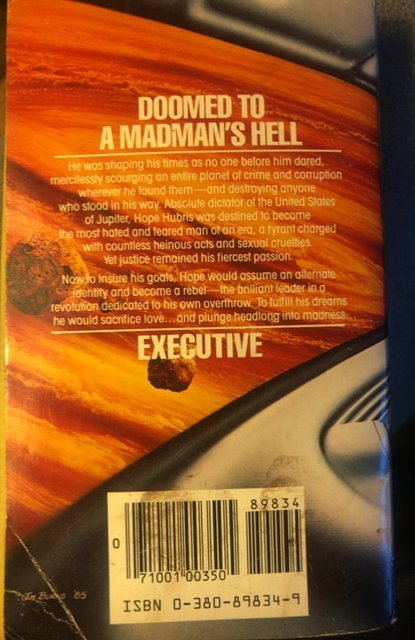 DOOMED TO
A MADMAN'S HELL
He was shaping his times as no one before him dared,
mercilessly scourging an entire planet of crime and corruption
wherever he found them—and destroying anyone
who stood in his way. Absolute dictator of the United States
of Jupiter, Hope Hubris was destined to become
the most hated and feared man of an era, a tyrant charged
with countless heinous acts and sexual cruelties.
Yet justice remained his fiercest passion.
Now to insure his goals, Hope would assume an alternate
identity and become a rebel—the brilliant leader in a
revolution dedicated to his own overthrow. To fulfill his dreams
he would sacrifice love...and plunge headlong into madness...
EXECUTIVE
89834
0
71001 00350
ISBN 0-380-89834-9
Jim Burns '85